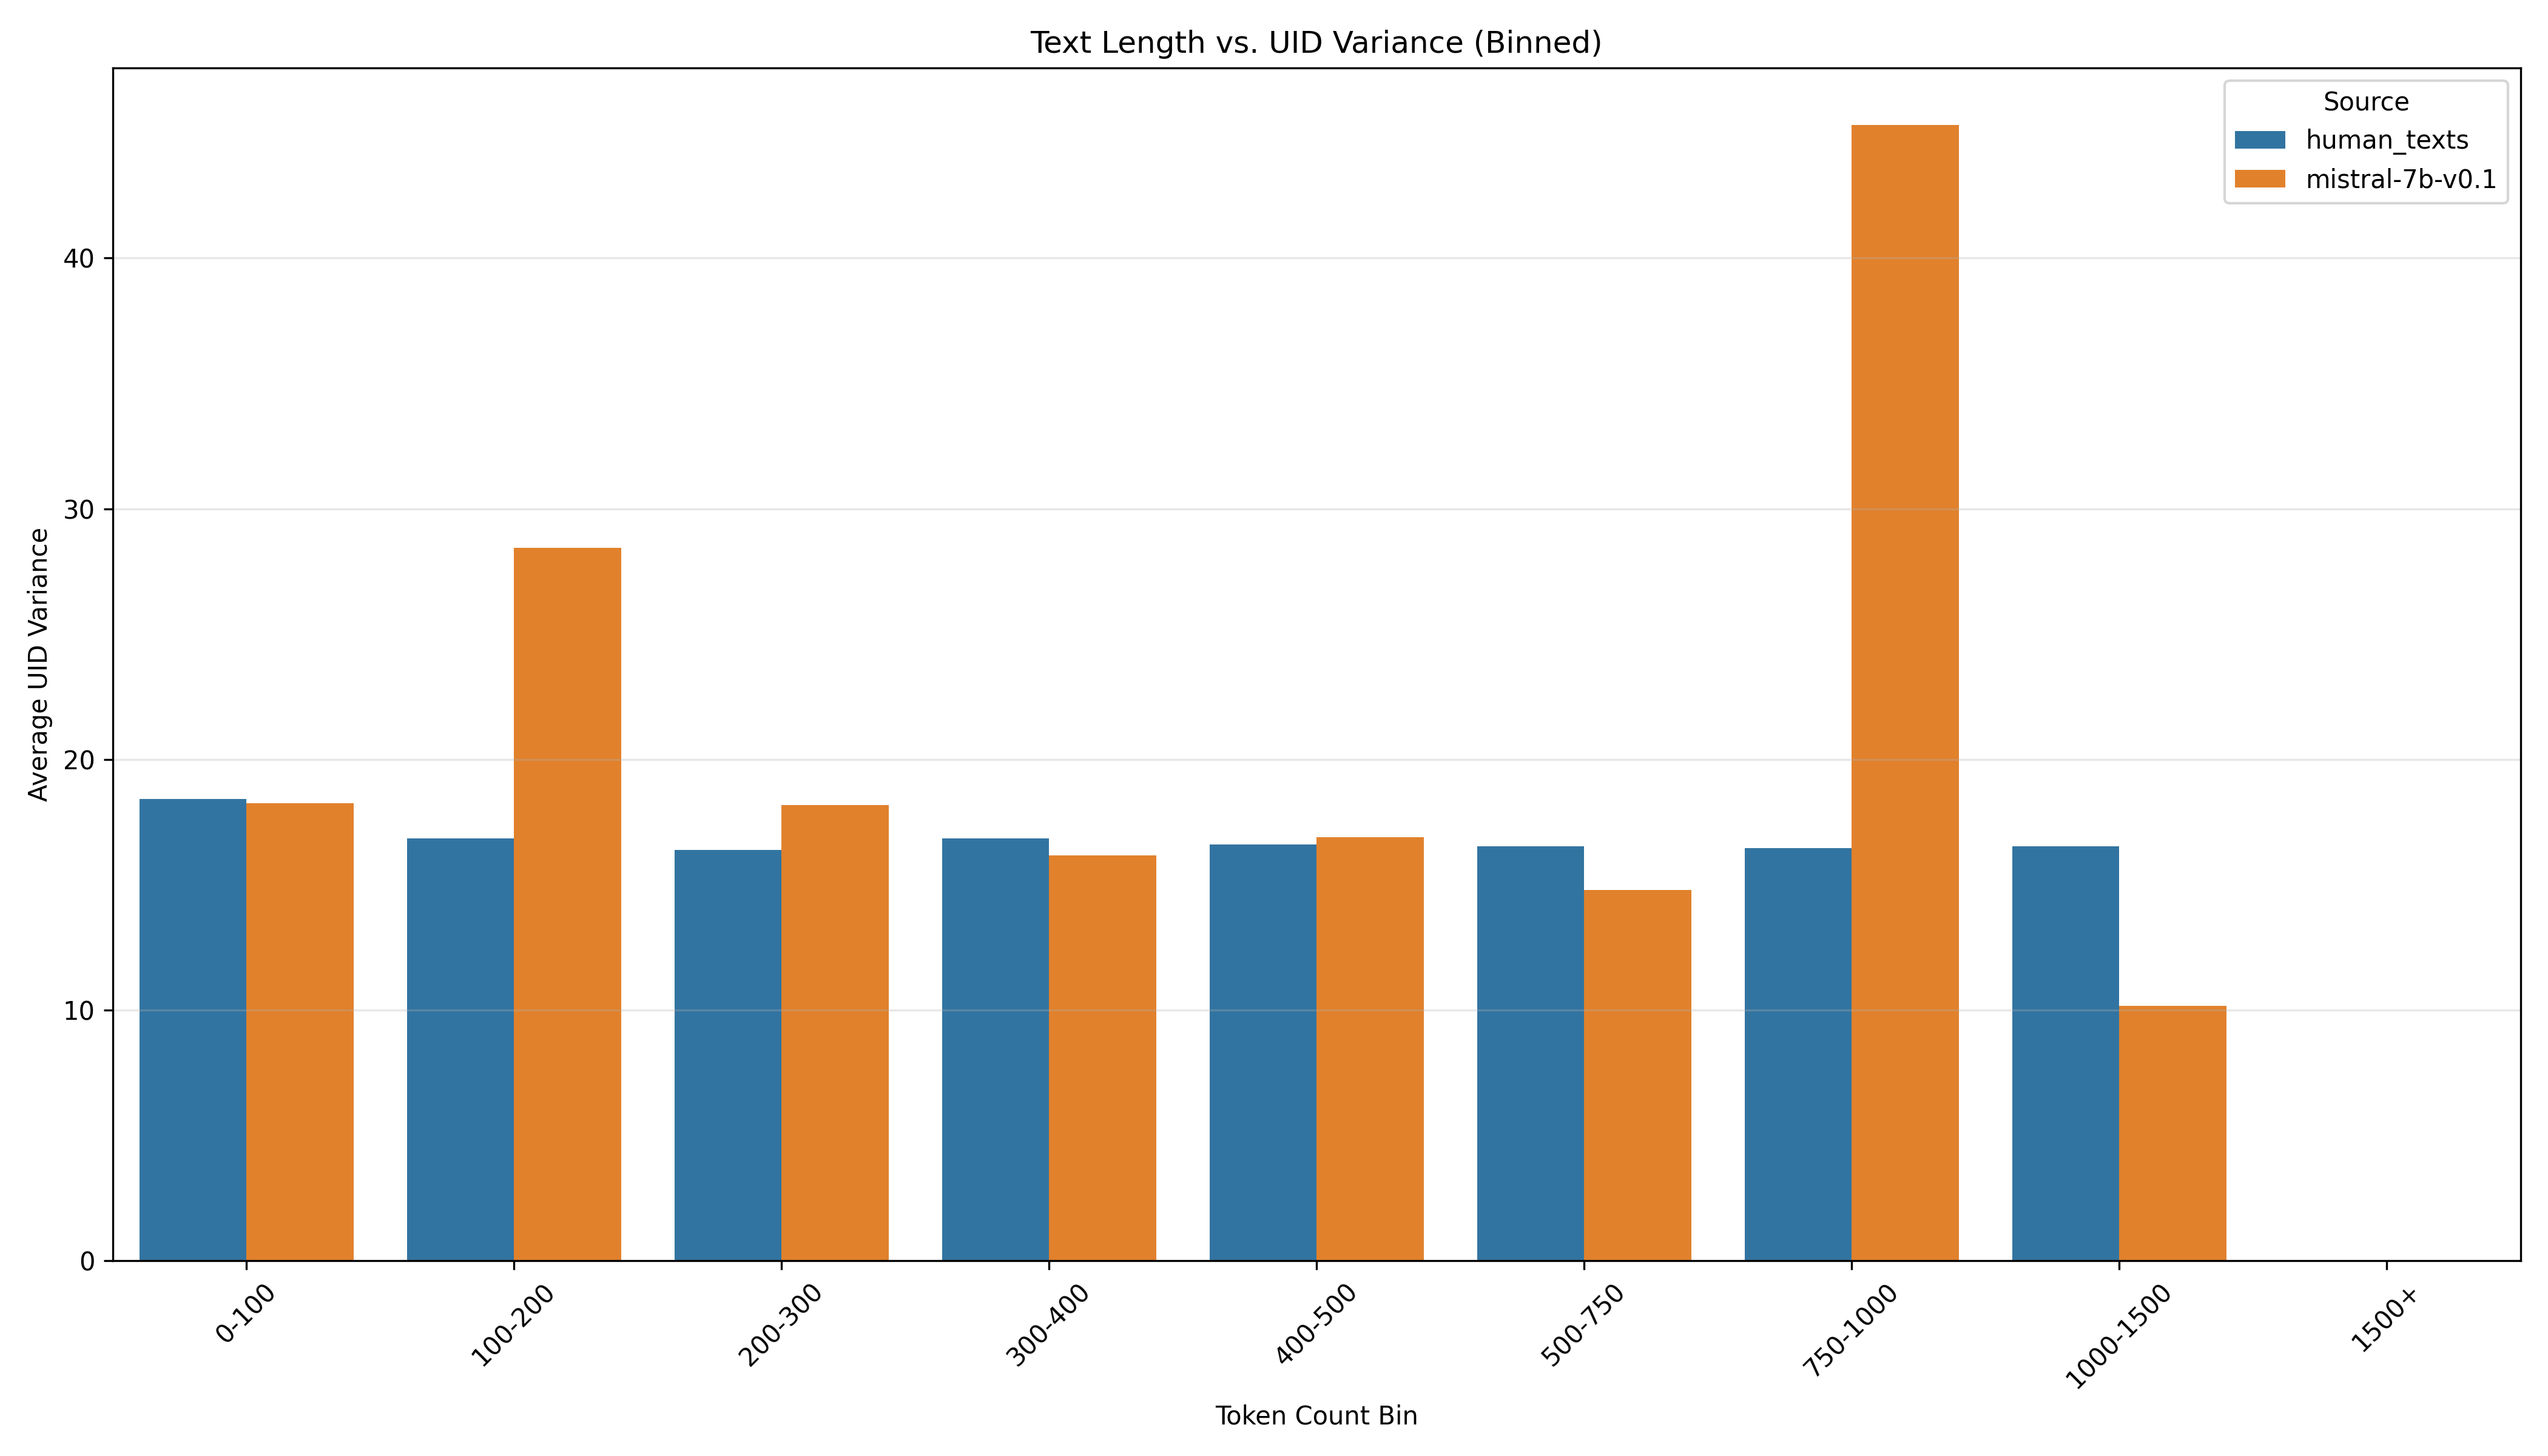 Text Length vs. UID Variance (Binned)
Source
human_texts
mistral-7b-v0.1
Average UID Variance
40
30
20
10
0
0-100
100-200
200-300
300-400
400-500
500-750
750-1000
1000-1500
1500+
Token Count Bin